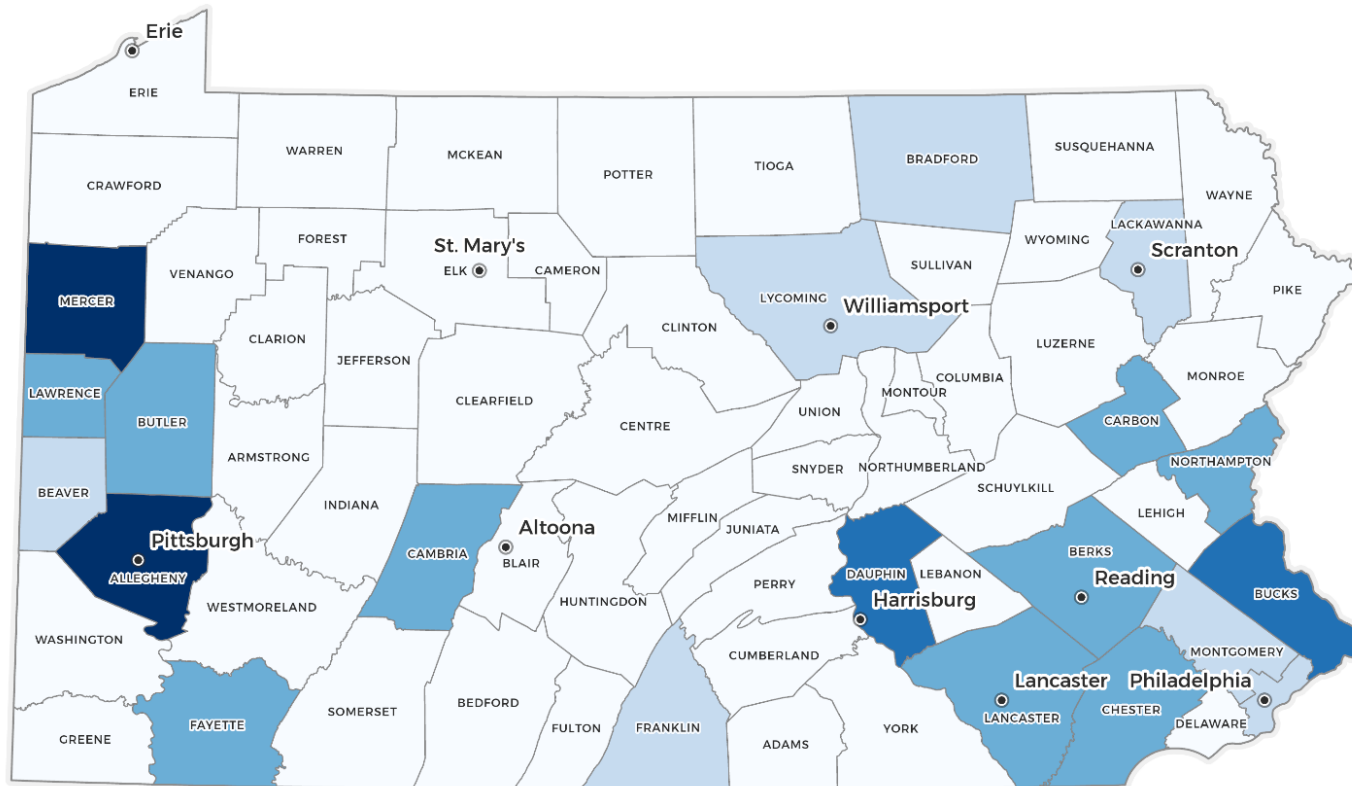 Erie
ERIE
WARREN
MCKEAN
POTTER
TIOGA
BRADFORD
SUSQUEHANNA
CRAWFORD
WAYNE
LACKAWANNA
Scranton
WYOMING
FOREST
St. Mary's
ELK
CAMERON
VENANGO
SULLIVAN
PIKE
MERCER
LYCOMING
Williamsport
CLINTON
CLARION
JEFFERSON
LUZERNE
MONROE
COLUMBIA
MONTOUR
LAWRENCE
BUTLER
CLEARFIELD
UNION
CENTRE
CARBON
ARMSTRONG
SNYDER
NORTHUMBERLAND
NORTHAMPTON
BEAVER
INDIANA
SCHUYLKILL
LEHIGH
MIFFLIN
JUNIATA
Pittsburgh
ALLEGHENY
CAMBRIA
Altoona
BLAIR
BERKS
Reading
DAUPHIN
LEBANON
Harrisburg
PERRY
BUCKS
HUNTINGDON
WESTMORELAND
WASHINGTON
CUMBERLAND
MONTGOMERY
Lancaster
LANCASTER
Philadelphia
CHESTER
DELAWARE
BEDFORD
SOMERSET
FAYETTE
FULTON
FRANKLIN
YORK
GREENE
ADAMS